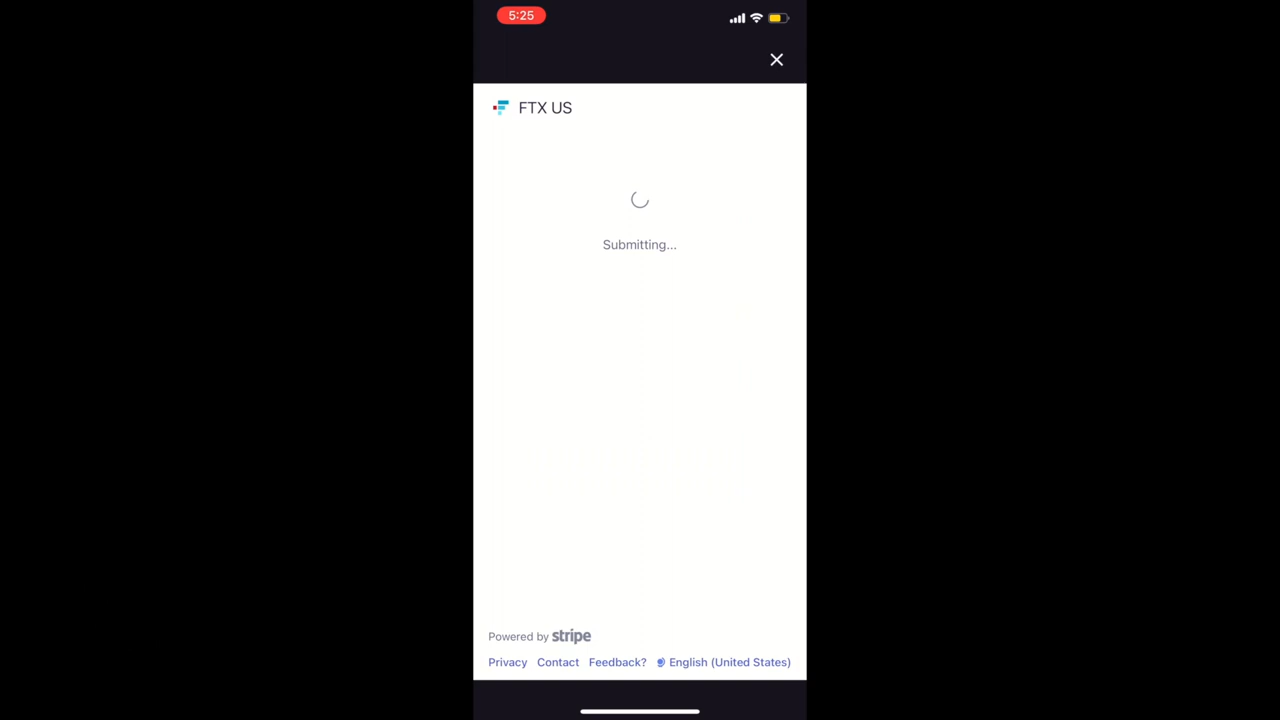 5:25
FTX US
Submitting...
Powered by stripe
Privacy Contact Feedback? English (United States)